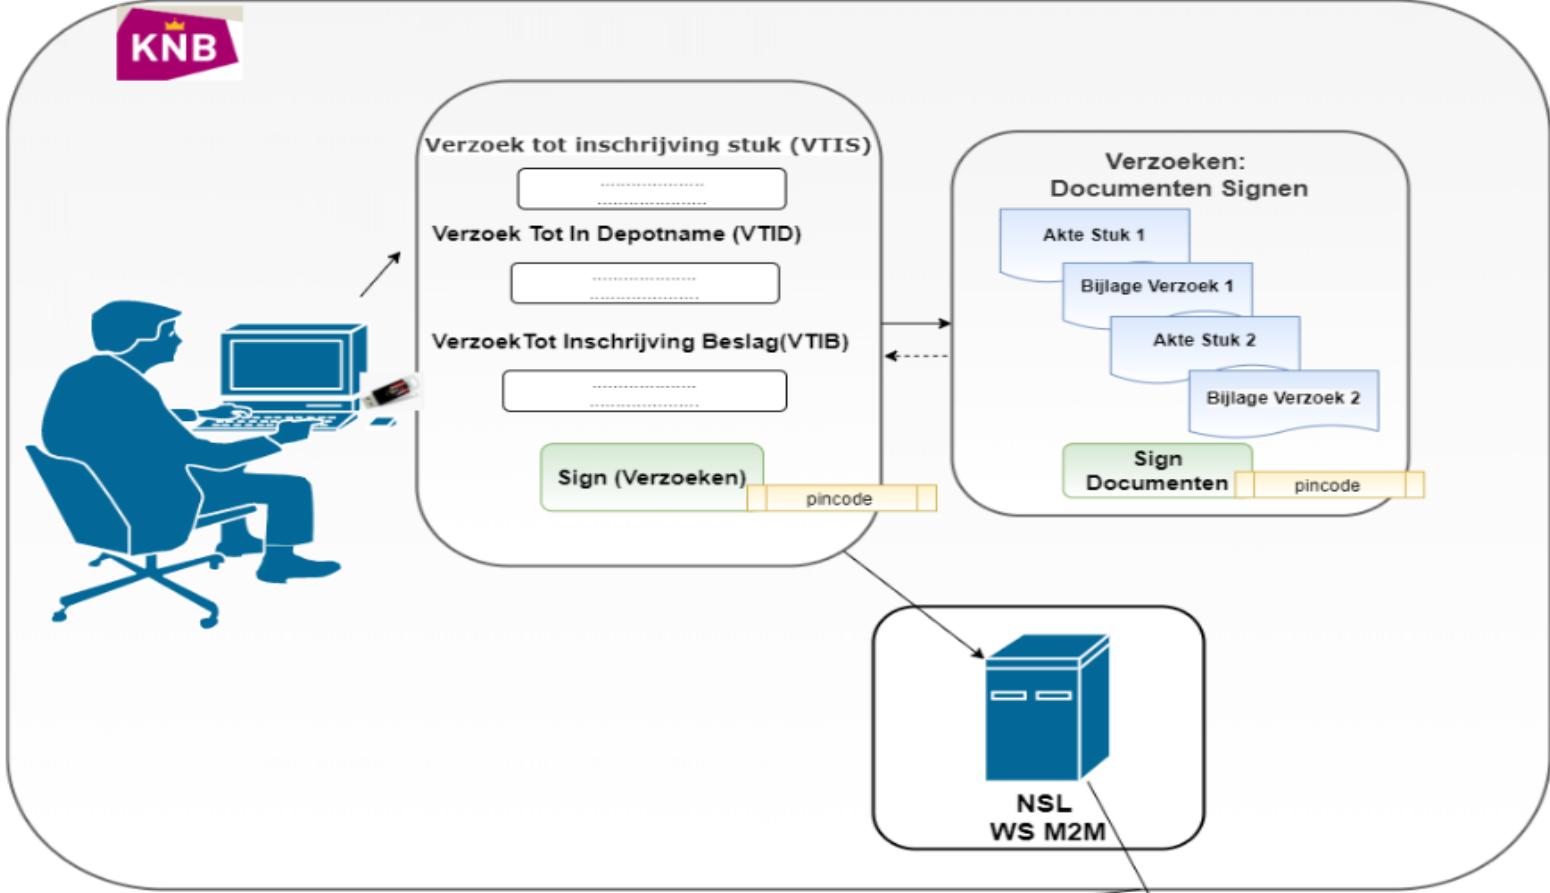 KNB
Verzoek tot inschrijving stuk (VTIS)
Verzoek Tot In Depotname (VTID)
VerzoekTot Inschrijving Beslag(VTIB)
Sign (Verzoeken)
pincode
Verzoeken:
Documenten Signen
Akte Stuk 1
Bijlage Verzoek 1
Akte Stuk 2
Bijlage Verzoek 2
Sign
Documenten
pincode
NSL
WS M2M